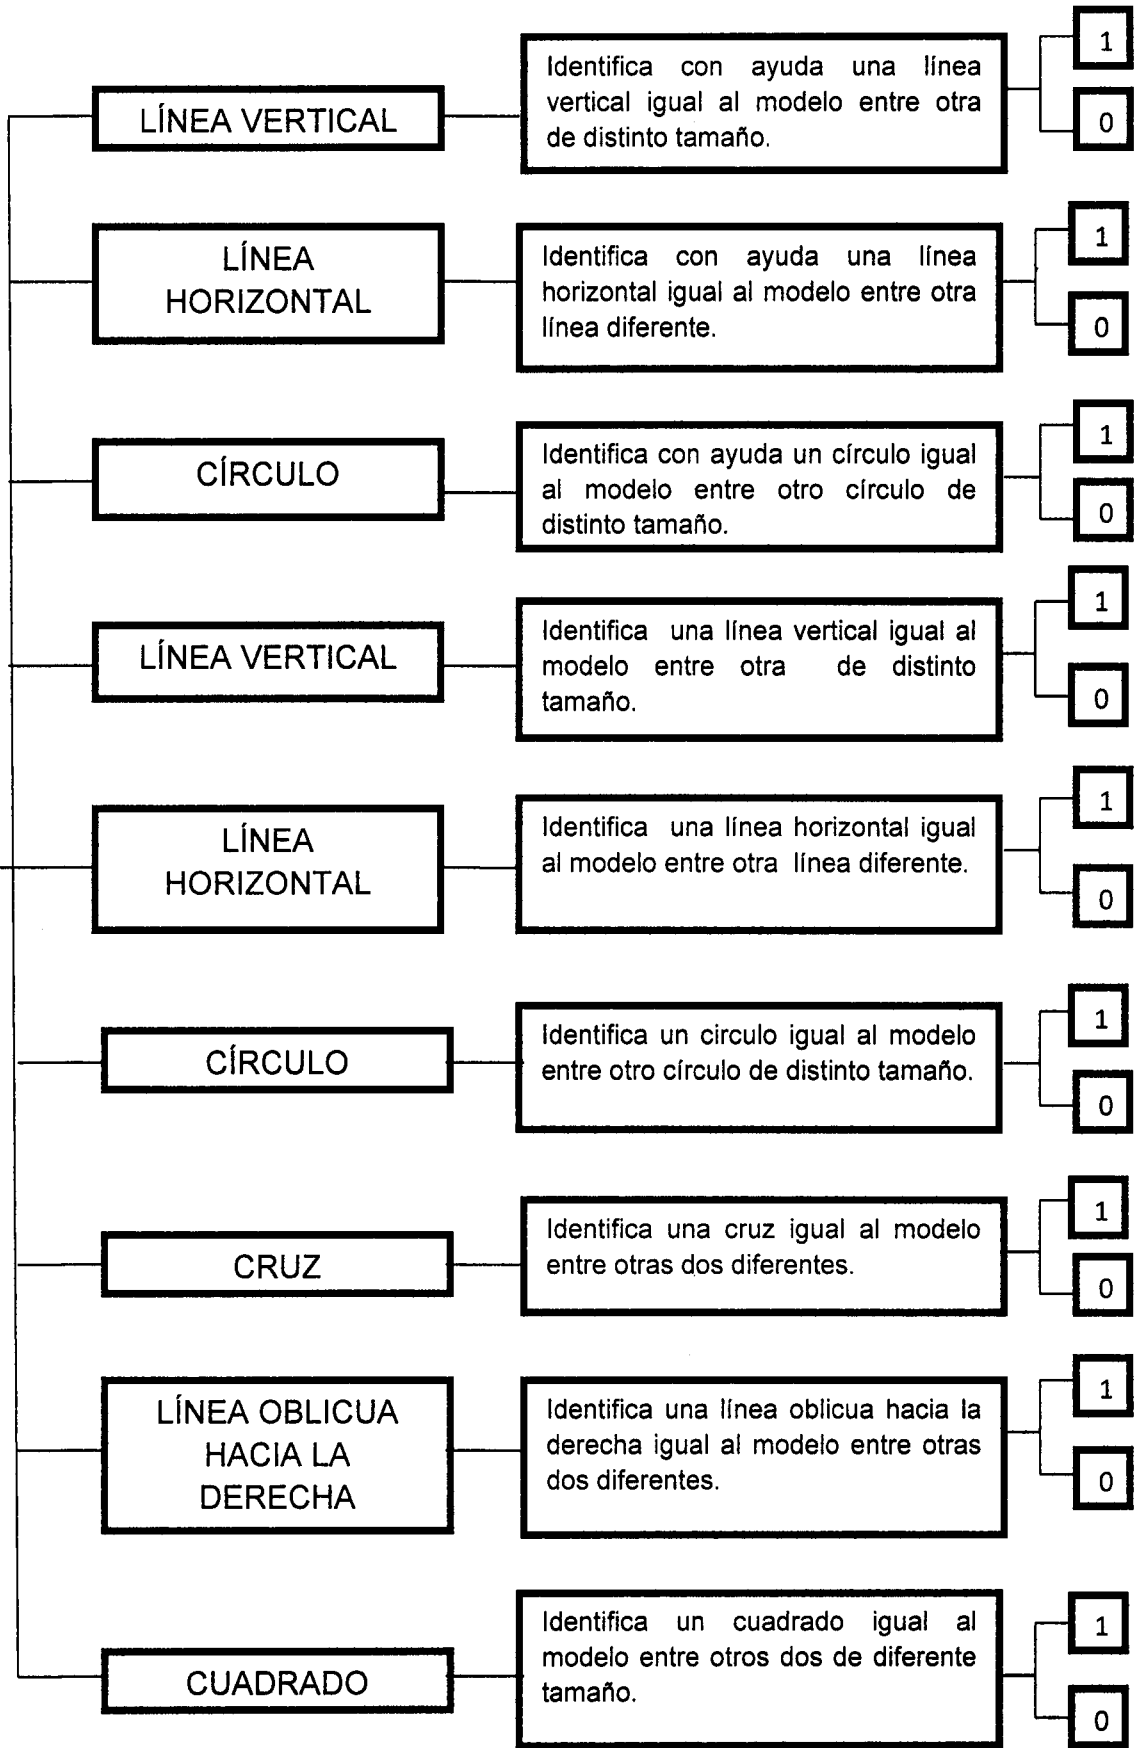 LÍNEA VERTICAL
Identifica con ayuda una línea
vertical igual al modelo entre otra
de distinto tamaño.
1
0
LÍNEA
HORIZONTAL
Identifica con ayuda una línea
horizontal igual al modelo entre otra
línea diferente.
1
0
CÍRCULO
Identifica con ayuda un círculo igual
al modelo entre otro círculo de
distinto tamaño.
1
0
LÍNEA VERTICAL
Identifica una línea vertical igual al
modelo entre otra de distinto
tamaño.
1
0
LÍNEA
HORIZONTAL
Identifica una línea horizontal igual
al modelo entre otra línea diferente.
1
0
CÍRCULO
Identifica un circulo igual al modelo
entre otro círculo de distinto tamaño.
1
0
CRUZ
Identifica una cruz igual al modelo
entre otras dos diferentes.
1
0
LÍNEA OBLICUA
HACIA LA
DERECHA
Identifica una línea oblicua hacia la
derecha igual al modelo entre otras
dos diferentes.
1
0
CUADRADO
Identifica un cuadrado igual al
modelo entre otros dos de diferente
tamaño.
1
0